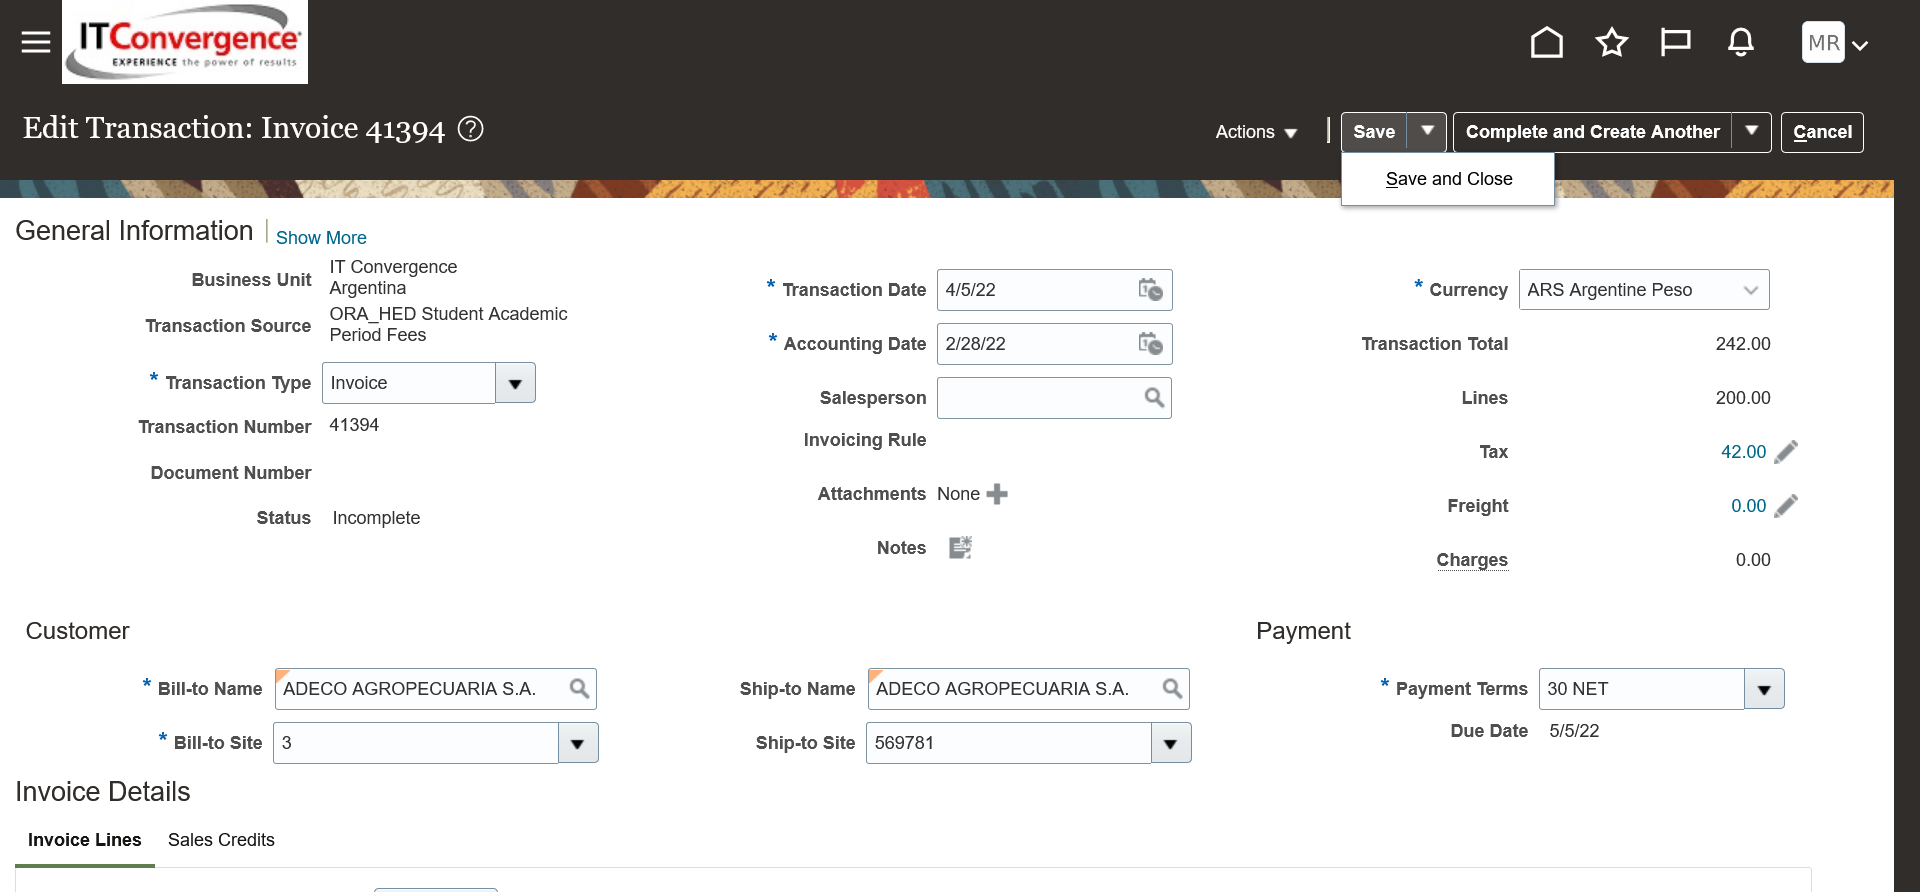 ITConvergence
EXPERIENCE the power of results
MR
Edit Transaction: Invoice 41394 ?
Actions
Save
Complete and Create Another
Cancel
Save and Close
General Information
Show More
Business Unit IT Convergence
Argentina
Transaction Source ORA_HED Student Academic
Period Fees
* Transaction Type Invoice
Transaction Number 41394
Document Number
Status Incomplete
* Transaction Date 4/5/22
* Accounting Date 2/28/22
Salesperson
Invoicing Rule
Attachments None
Notes
* Currency ARS Argentine Peso
Transaction Total 242.00
Lines 200.00
Tax 42.00
Freight 0.00
Charges 0.00
Customer
* Bill-to Name ADECO AGROPECUARIA S.A.
* Bill-to Site 3
Ship-to Name ADECO AGROPECUARIA S.A.
Ship-to Site 569781
Payment
* Payment Terms 30 NET
Due Date 5/5/22
Invoice Details
Invoice Lines Sales Credits